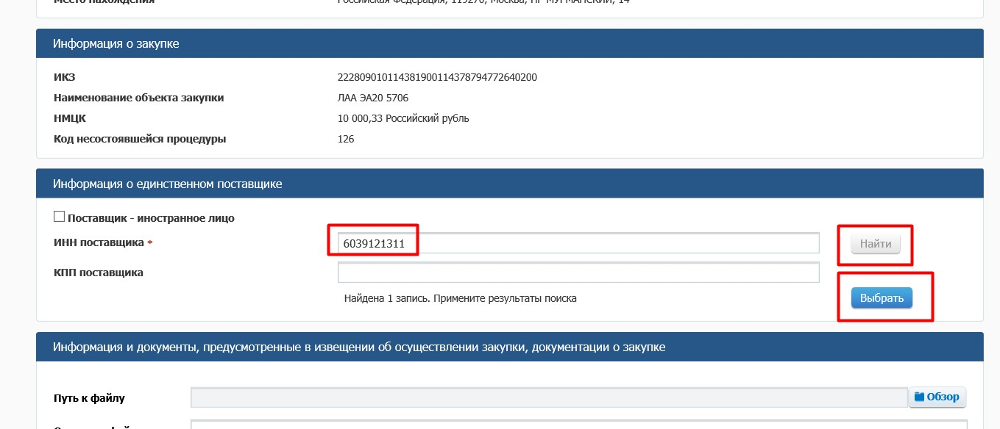 Место нахождения Российская Федерация, 119270, Москва, ПР МУРМАНСКИЙ, 14
Информация о закупке
ИКЗ 222809010114381900114378794772640200
Наименование объекта закупки ЛАА ЭА20 5706
НМЦК 10 000,33 Российский рубль
Код несостоявшейся процедуры 126
Информация о единственном поставщике
Поставщик - иностранное лицо
ИНН поставщика * 6039121311 Найти
КПП поставщика
Найдена 1 запись. Примените результаты поиска Выбрать
Информация и документы, предусмотренные в извещении об осуществлении закупки, документации о закупке
Путь к файлу Обзор